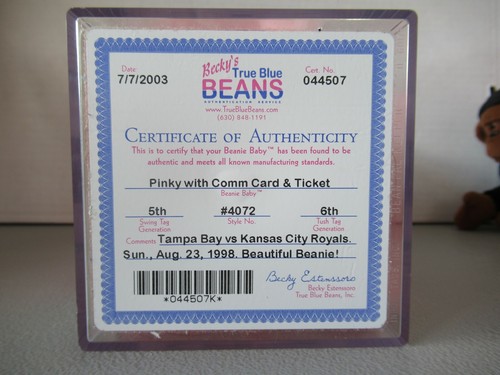 Date
7/7/2003
Becky's
True Blue
BEANS
AUTHENTICATION SERVICE
www.TrueBlueBeans.com
(630) 848.1191
Cert. No.
044507
CERTIFICATE OF AUTHENTICITY
This is to certify that your Beanie Baby™ has been found to be
authentic and meets all known manufacturing standards.
Pinky with Comm Card & Ticket
Beanie Baby™
5th #4072 6th
Swing Tag Style No. Tush Tag
Generation Generation
Comments Tampa Bay vs Kansas City Royals.
Sun., Aug. 23, 1998. Beautiful Beanie!
*044507K*
Becky Estenssoro
Becky Estenssoro
True Blue Beans, Inc.